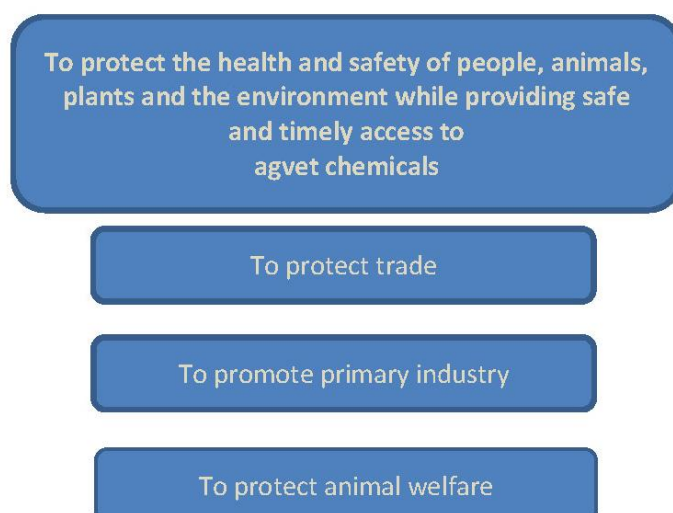 To protect the health and safety of people, animals,
plants and the environment while providing safe
and timely access to
agvet chemicals
To protect trade
To promote primary industry
To protect animal welfare